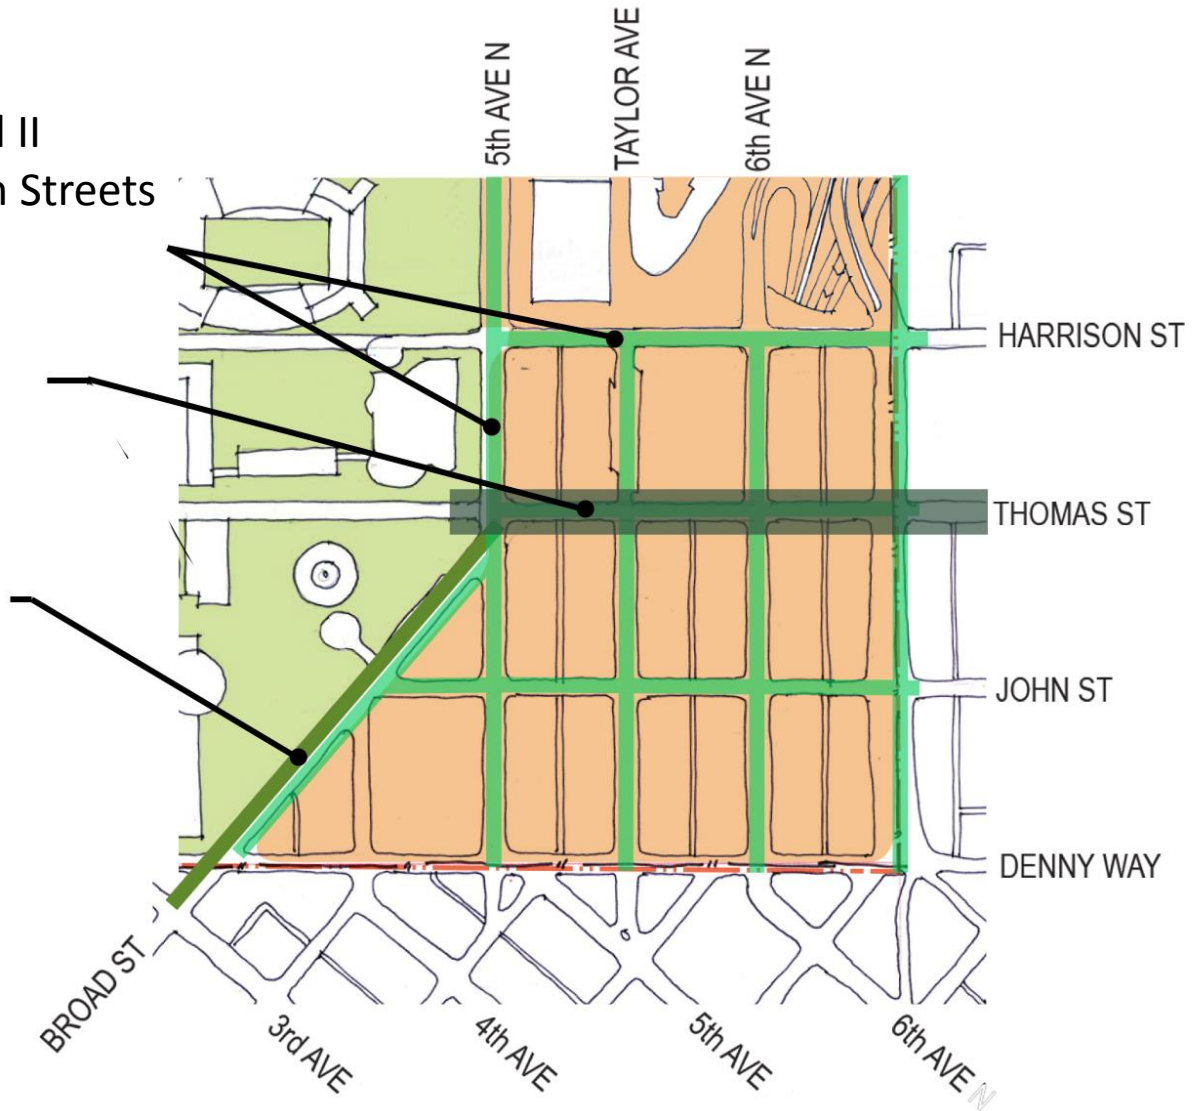 5th AVE N
TAYLOR AVE
6th AVE N
II
Streets
HARRISON ST
THOMAS ST
JOHN ST
DENNY WAY
BROAD ST
3rd AVE
4th AVE
5th AVE
6th AVE N